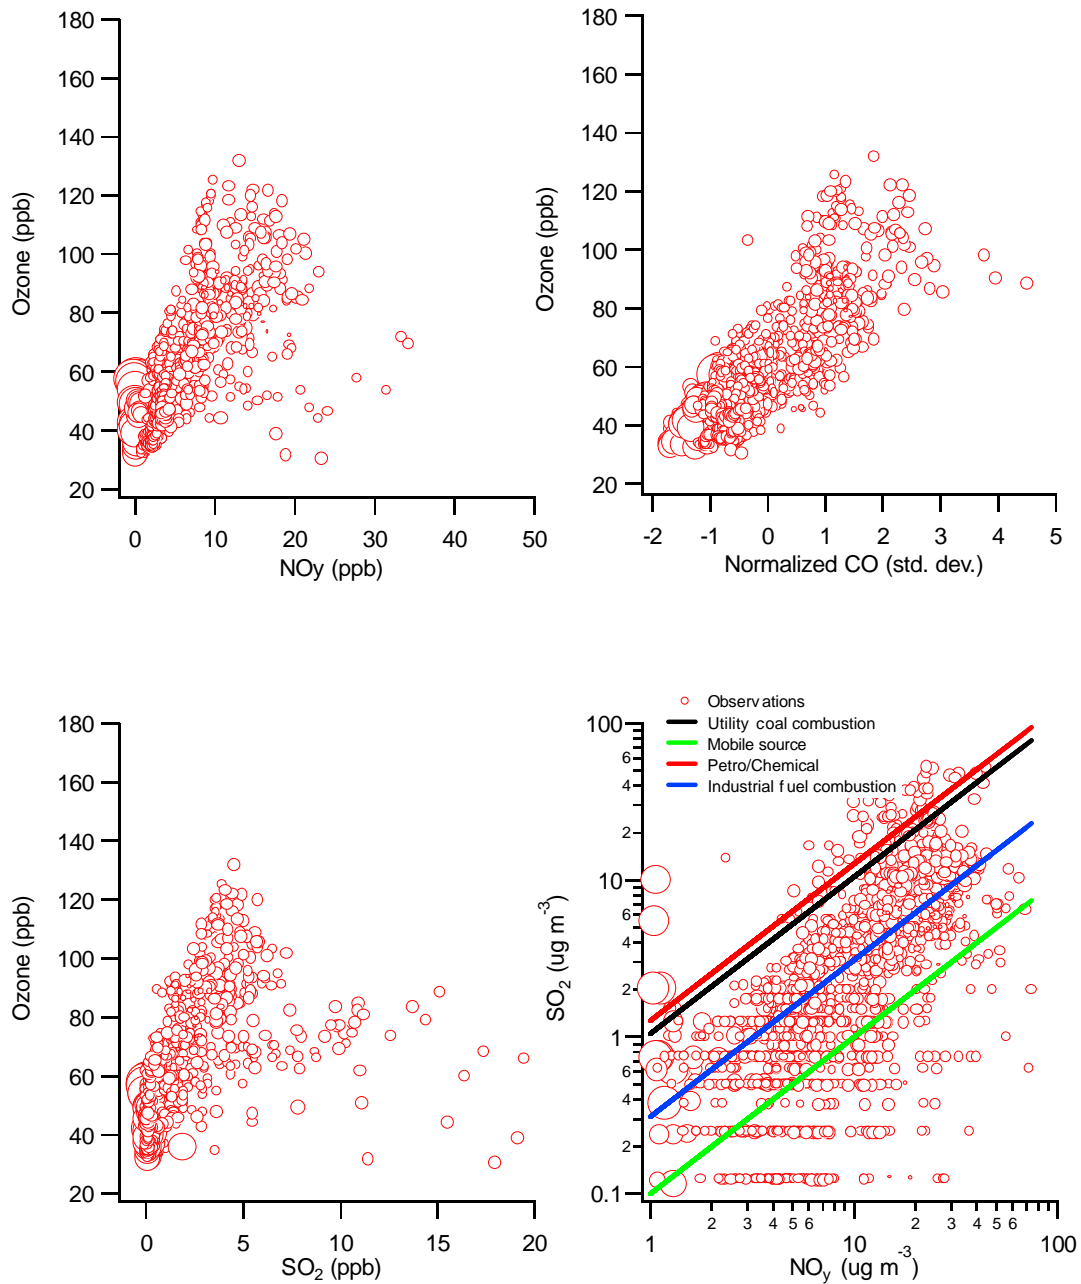 180
160
140
120
100
80
60
40
20
Ozone (ppb)
0 10 20 30 40 50
NOy (ppb)
180
160
140
120
100
80
60
40
20
Ozone (ppb)
-2 -1 0 1 2 3 4 5
Normalized CO (std. dev.)
180
160
140
120
100
80
60
40
20
Ozone (ppb)
0 5 10 15 20
SO2 (ppb)
Observations
Utility coal combustion
Mobile source
Petro/Chemical
Industrial fuel combustion
100
6
4
2
10
6
4
2
1
6
4
2
0.1
SO2 (ug m-3)
2 3 4 5 6 2 3 4 5 6
1 10 100
NOy (ug m-3)